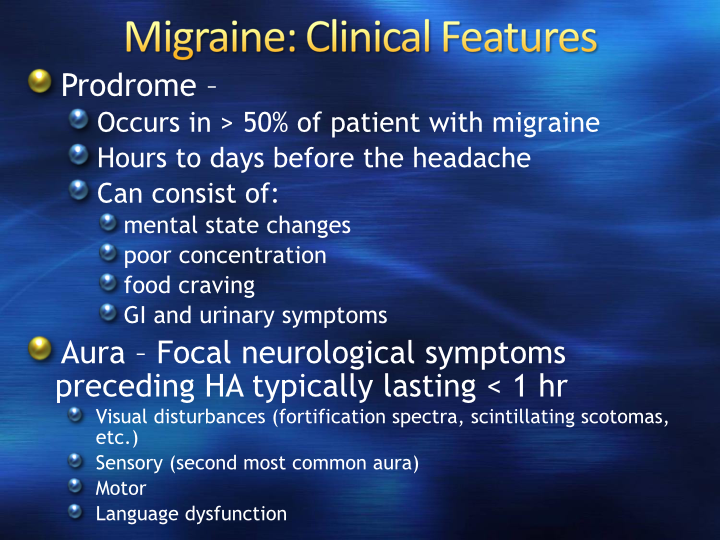 Migraine: Clinical Features
Prodrome –
Occurs in > 50% of patient with migraine
Hours to days before the headache
Can consist of:
mental state changes
poor concentration
food craving
GI and urinary symptoms
Aura – Focal neurological symptoms
preceding HA typically lasting < 1 hr
Visual disturbances (fortification spectra, scintillating scotomas,
etc.)
Sensory (second most common aura)
Motor
Language dysfunction